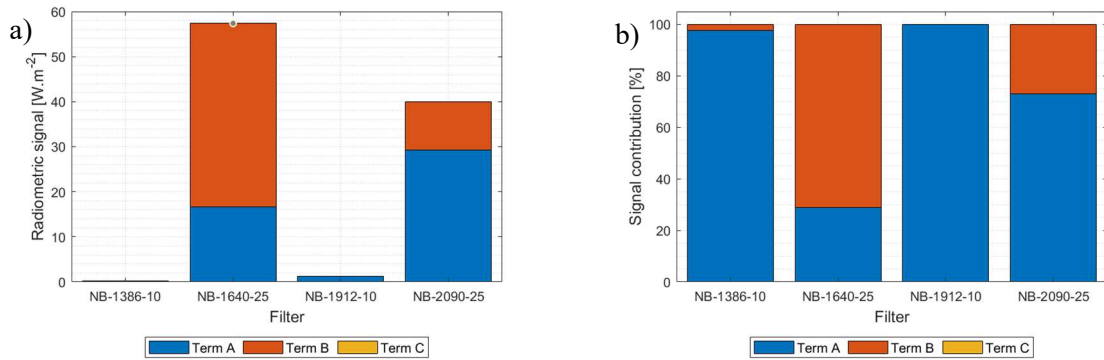 a)
Radiometric signal [W.m-2]
60
50
40
30
20
10
0
NB-1386-10 NB-1640-25 NB-1912-10 NB-2090-25
Filter
Term A Term B Term C
b)
Signal contribution [%]
100
80
60
40
20
0
NB-1386-10 NB-1640-25 NB-1912-10 NB-2090-25
Filter
Term A Term B Term C